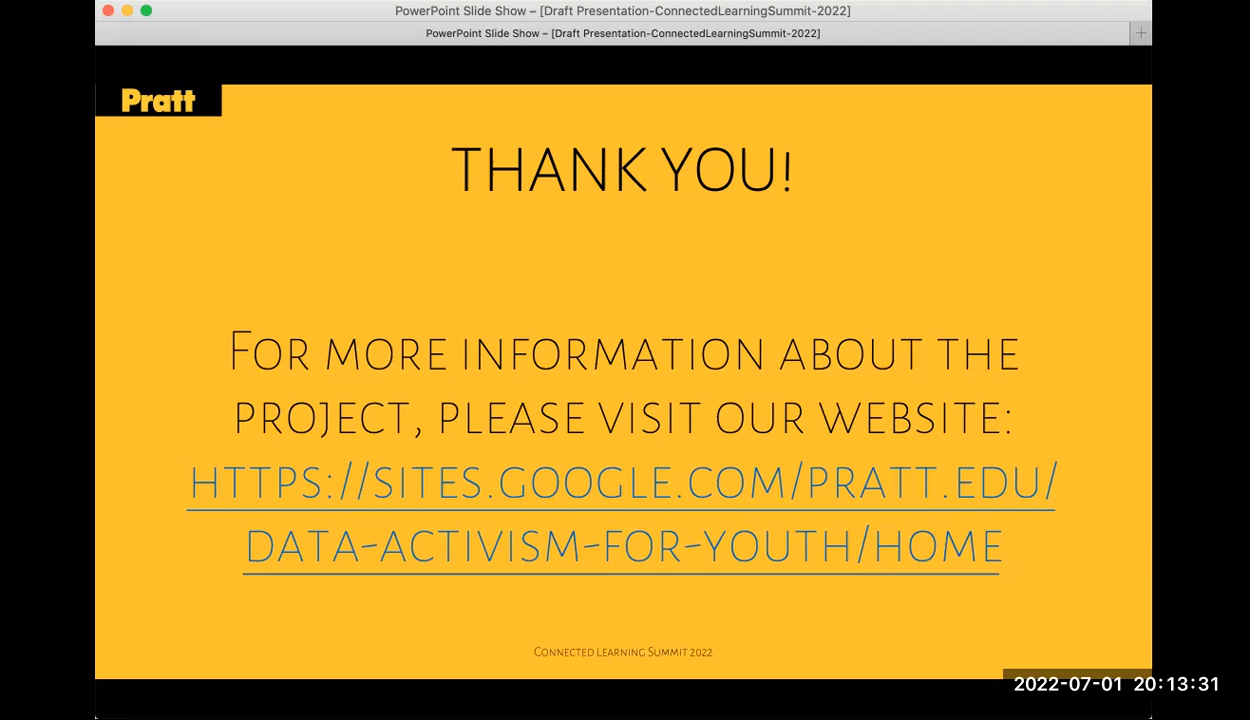 PowerPoint Slide Show – [Draft Presentation-ConnectedLearningSummit-2022]
PowerPoint Slide Show – [Draft Presentation-ConnectedLearningSummit-2022]
Pratt
THANK YOU!
FOR MORE INFORMATION ABOUT THE
PROJECT, PLEASE VISIT OUR WEBSITE:
HTTPS://SITES.GOOGLE.COM/PRATT.EDU/
DATA-ACTIVISM-FOR-YOUTH/HOME
CONNECTED LEARNING SUMMIT 2022
2022-07-01 20:13:31